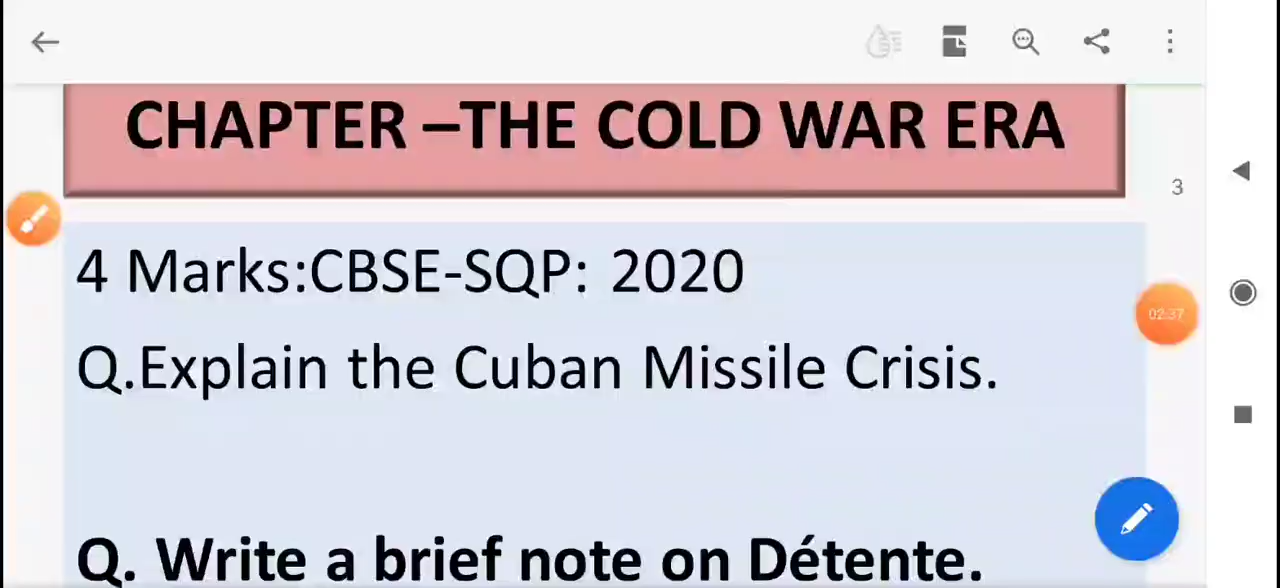 CHAPTER –THE COLD WAR ERA
3
4 Marks:CBSE-SQP: 2020
02:37
Q.Explain the Cuban Missile Crisis.
Q. Write a brief note on Détente.